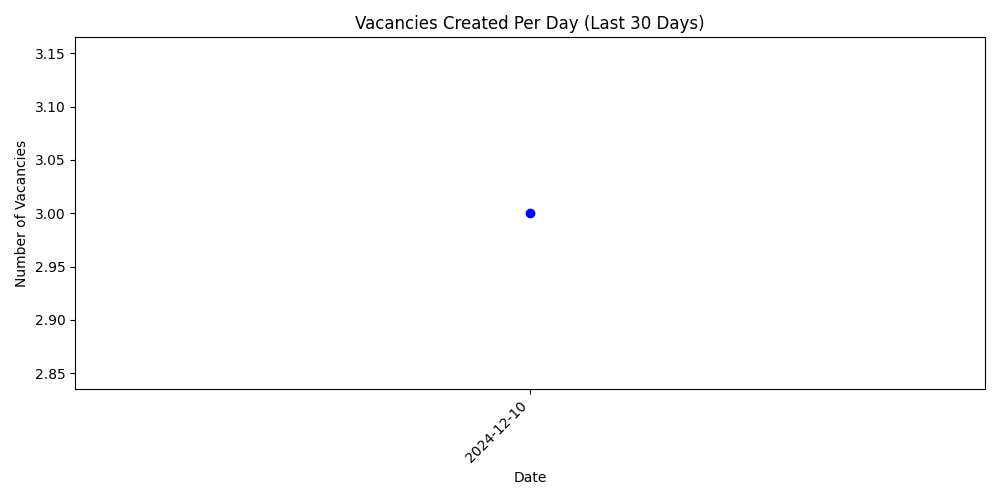 Vacancies Created Per Day (Last 30 Days)
3.15
3.10
3.05
3.00
2.95
2.90
2.85
Number of Vacancies
2024-12-10
Date